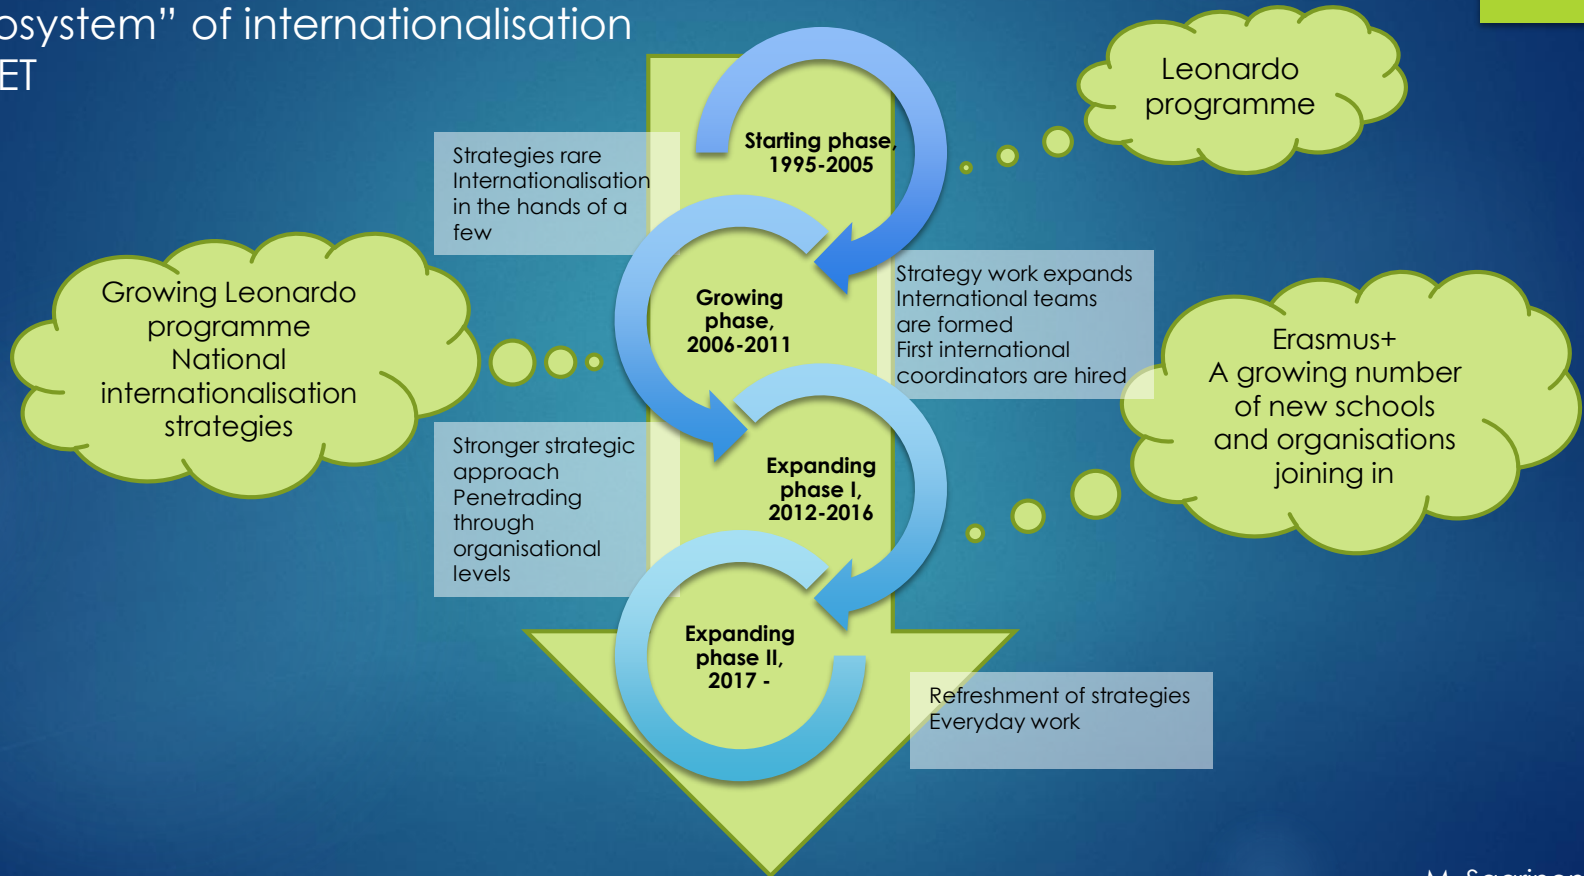 osystem” of internationalisation
ET
Leonardo
programme
Starting phase,
1995-2005
Strategies rare
Internationalisation
in the hands of a
few
Growing Leonardo
programme
National
internationalisation
strategies
Growing
phase,
2006-2011
Strategy work expands
International teams
are formed
First international
coordinators are hired
Erasmus+
A growing number
of new schools
and organisations
joining in
Stronger strategic
approach
Penetrading
through
organisational
levels
Expanding
phase I,
2012-2016
Expanding
phase II,
2017 -
Refreshment of strategies
Everyday work
M. Saarinen